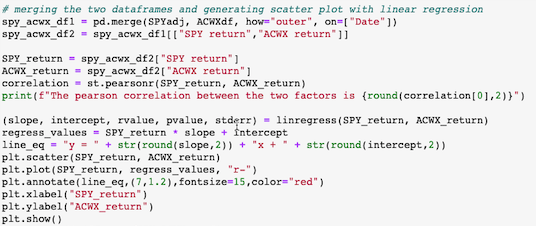 # merging the two dataframes and generating scatter plot with linear regression
spy_acwx_df1 = pd.merge(SPYadj, ACWXdf, how="outer", on=["Date"])
spy_acwx_df2 = spy_acwx_df1[["SPY return","ACWX return"]]
SPY_return = spy_acwx_df2["SPY return"]
ACWX_return = spy_acwx_df2["ACWX return"]
correlation = st.pearsonr(SPY_return, ACWX_return)
print(f"The pearson correlation between the two factors is {round(correlation[0],2)}")
(slope, intercept, rvalue, pvalue, stderr) = linregress(SPY_return, ACWX_return)
regress_values = SPY_return * slope + intercept
line_eq = "y = " + str(round(slope,2)) + "x + " + str(round(intercept,2))
plt.scatter(SPY_return, ACWX_return)
plt.plot(SPY_return, regress_values, "r-")
plt.annotate(line_eq,(7,1.2),fontsize=15,color="red")
plt.xlabel("SPY_return")
plt.ylabel("ACWX_return")
plt.show()